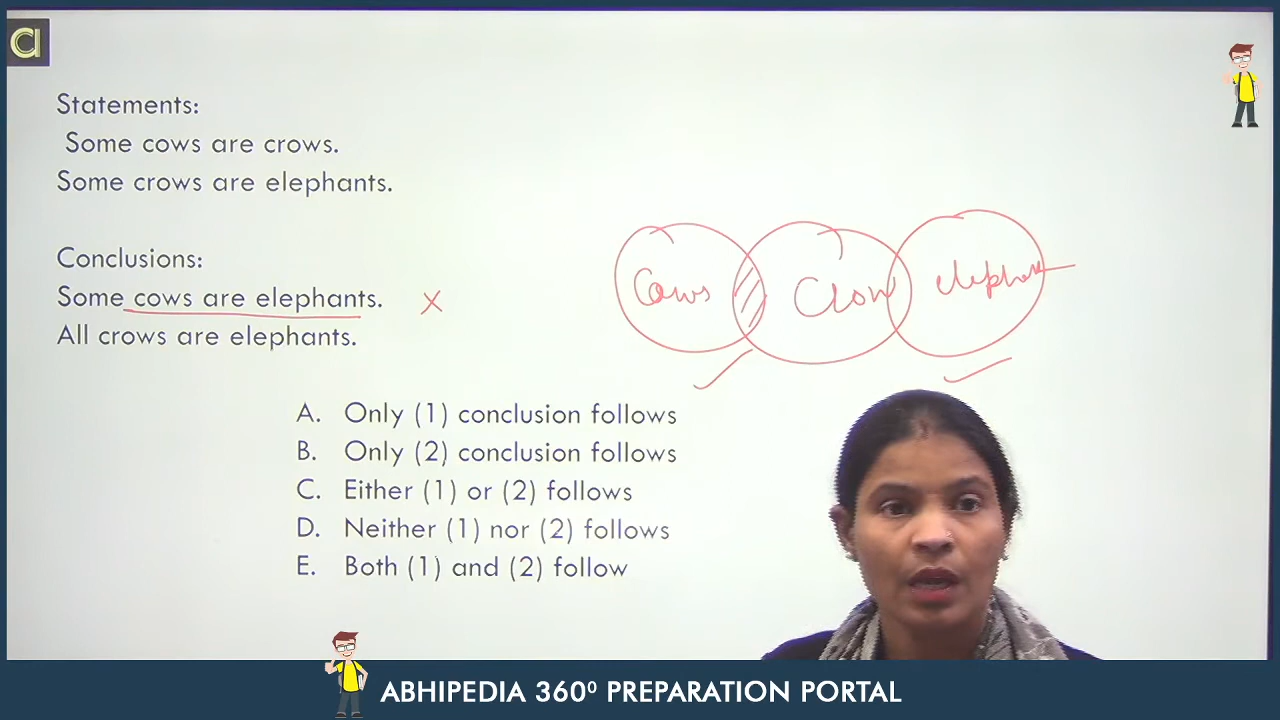 a
Statements:
Some cows are crows.
Some crows are elephants.
Conclusions:
Some cows are elephants.
All crows are elephants.
Cows
Crow
elephant
A. Only (1) conclusion follows
B. Only (2) conclusion follows
C. Either (1) or (2) follows
D. Neither (1) nor (2) follows
E. Both (1) and (2) follow
ABHIPEDIA 360⁰ PREPARATION PORTAL